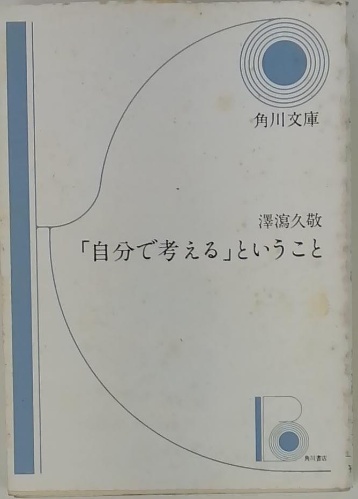 角川文庫
澤瀉久敬
「自分で考える」ということ
B
角川書店